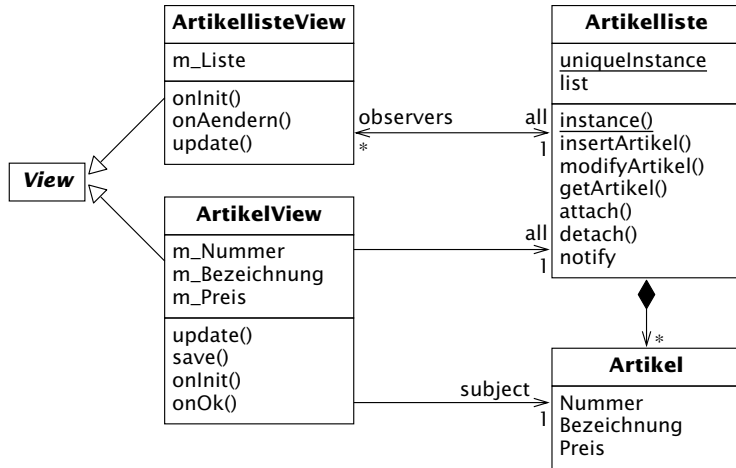 ArtikellisteView
m_Liste
onInit()
onAendern()
update()
observers
*
all
1
Artikelliste
uniqueInstance
list
instance()
insertArtikel()
modifyArtikel()
getArtikel()
attach()
detach()
notify
View
ArtikelView
m_Nummer
m_Bezeichnung
m_Preis
update()
save()
onInit()
onOk()
all
1
subject
1
*
Artikel
Nummer
Bezeichnung
Preis